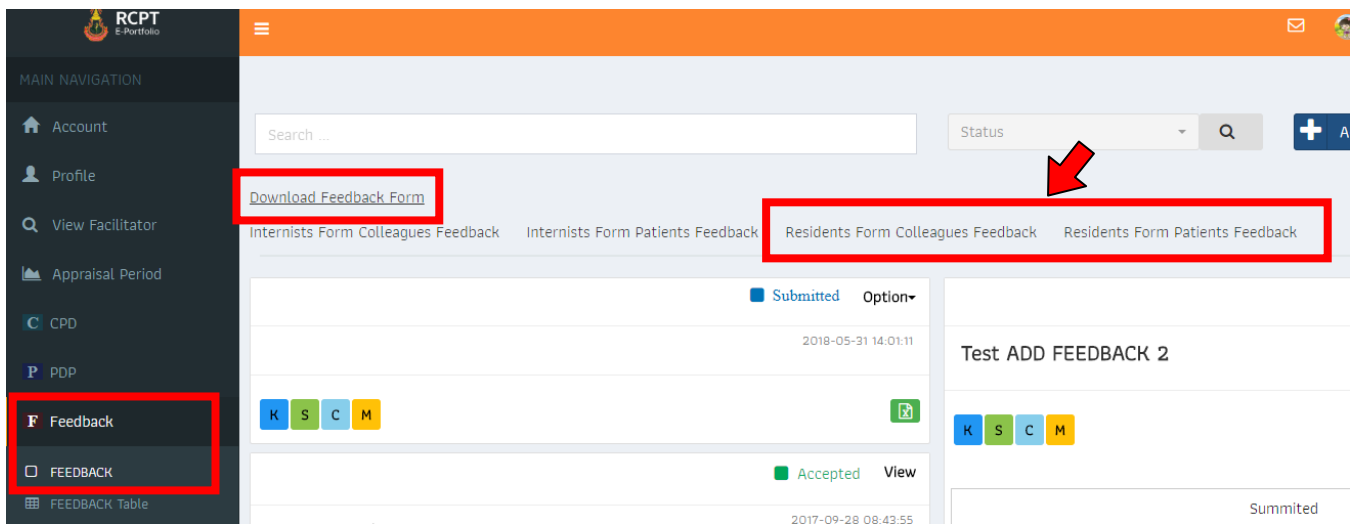 RCPT
E-Portfolio
MAIN NAVIGATION
Account
Profile
View Facilitator
Appraisal Period
C CPD
P PDP
F Feedback
FEEDBACK
FEEDBACK Table
Search ...
Status
A
Download Feedback Form
Internists Form Colleagues Feedback Internists Form Patients Feedback Residents Form Colleagues Feedback Residents Form Patients Feedback
Submitted Option
2018-05-31 14:01:11
K S C M
Accepted View
2017-09-28 08:43:55
Test ADD FEEDBACK 2
K S C M
Summited